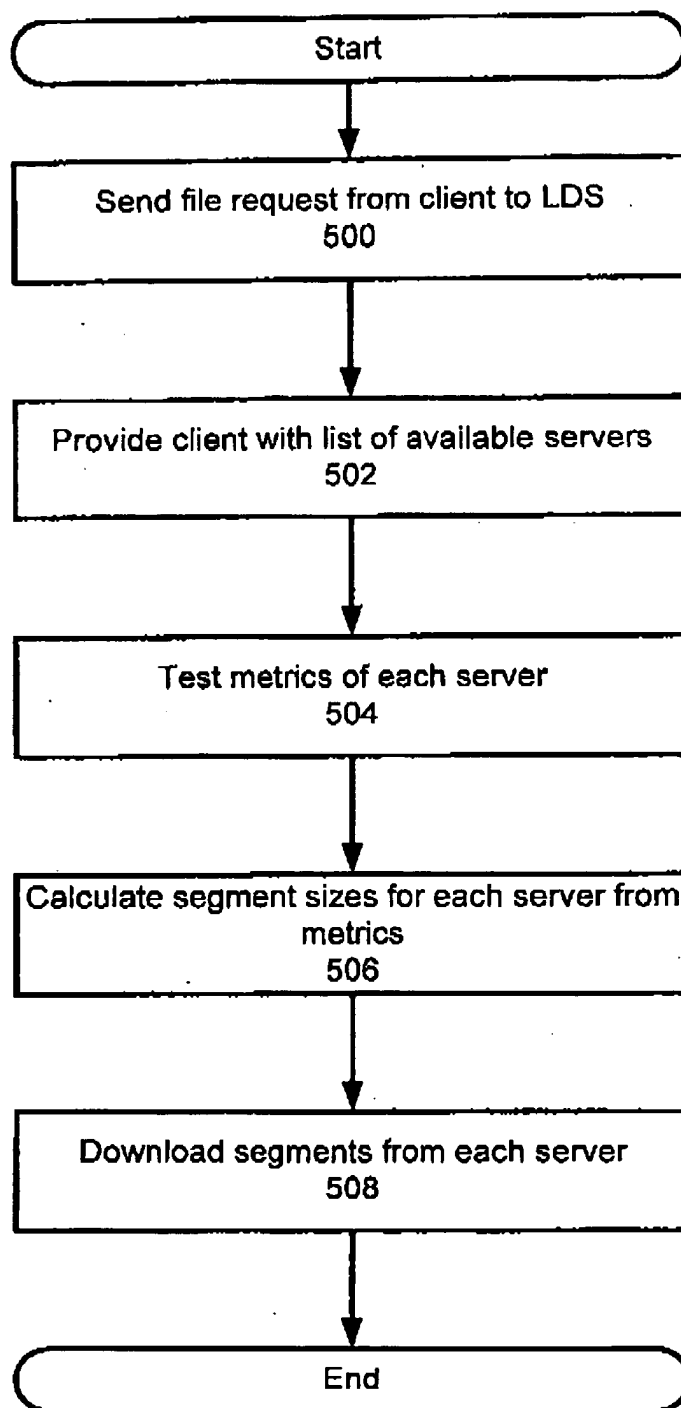 Start
Send file request from client to LDS
500
Provide client with list of available servers
502
Test metrics of each server
504
Calculate segment sizes for each server from
metrics
506
Download segments from each server
508
End